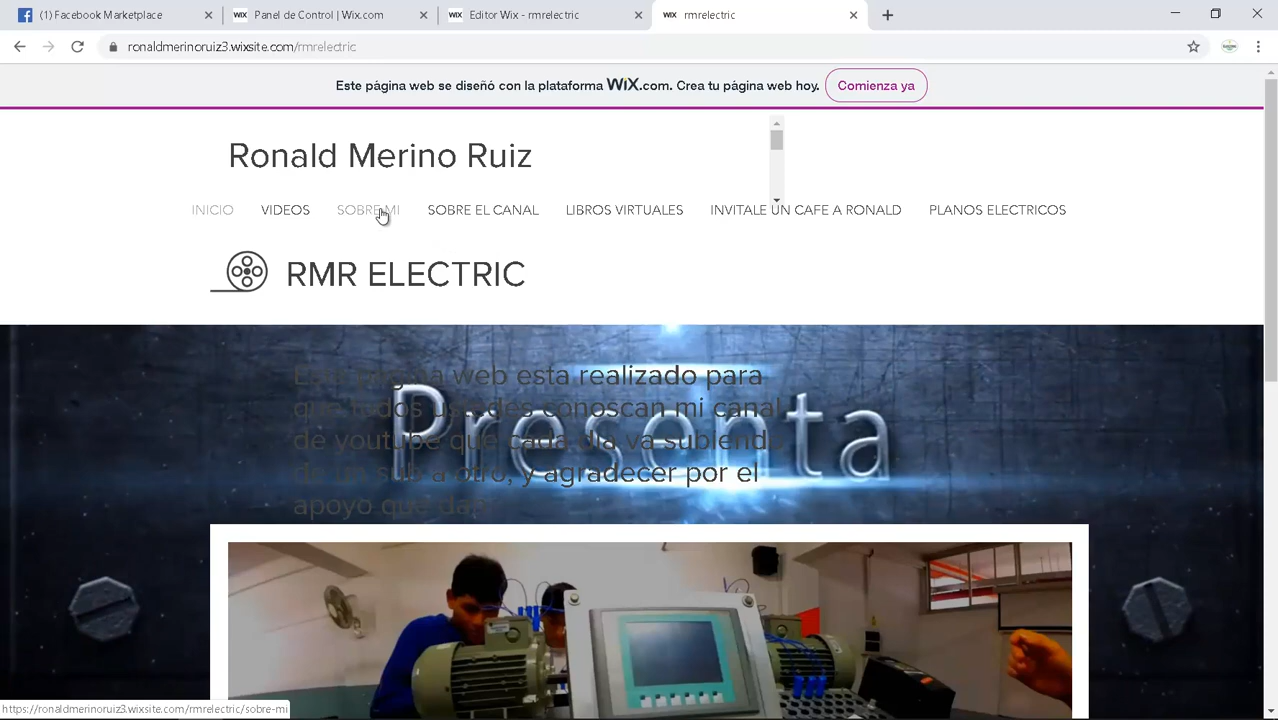 (1) Facebook Marketplace
WiX Panel de Control | Wix.com
WiX Editor Wix - rmrelectric
WiX rmrelectric
ronaldmerinoruiz3.wixsite.com/rmrelectric
Este página web se diseñó con la plataforma WiX.com. Crea tu página web hoy. Comienza ya
Ronald Merino Ruiz
INICIO VIDEOS SOBRE MI SOBRE EL CANAL LIBROS VIRTUALES INVITALE UN CAFE A RONALD PLANOS ELECTRICOS
RMR ELECTRIC
Esta pagina web esta realizado para
que todos ustedes conoscan mi canal
de youtube que cada dia va subiendo
de un sub a otro, y agradecer por el
apoyo que dan
Presenta
https://ronaldmerinoruiz3.wixsite.com/rmrelectric/sobre-mi